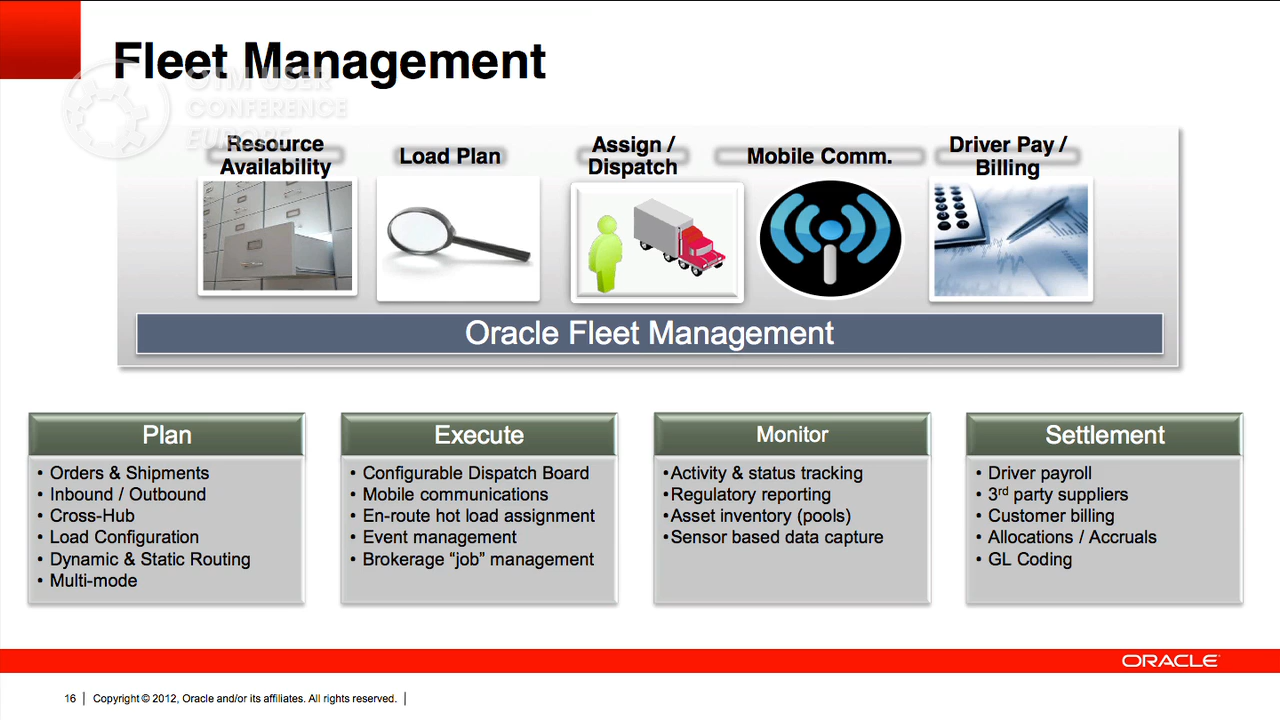 Fleet Management
OTM USER
CONFERENCE
EUROPE
Resource
Availability
Load Plan
Assign /
Dispatch
Mobile Comm.
Driver Pay /
Billing
Oracle Fleet Management
Plan
• Orders & Shipments
• Inbound / Outbound
• Cross-Hub
• Load Configuration
• Dynamic & Static Routing
• Multi-mode
Execute
• Configurable Dispatch Board
• Mobile communications
• En-route hot load assignment
• Event management
• Brokerage “job” management
Monitor
• Activity & status tracking
• Regulatory reporting
• Asset inventory (pools)
• Sensor based data capture
Settlement
• Driver payroll
• 3rd party suppliers
• Customer billing
• Allocations / Accruals
• GL Coding
ORACLE
16 | Copyright © 2012, Oracle and/or its affiliates. All rights reserved. |